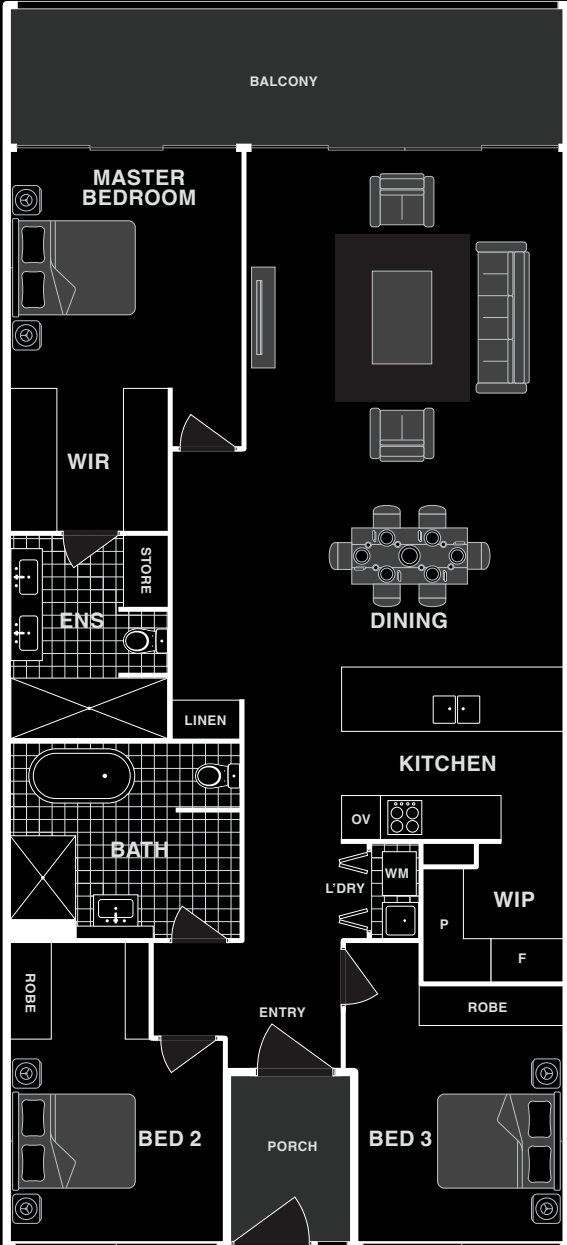 BALCONY
MASTER
BEDROOM
WIR
STORE
ENS
DINING
LINEN
KITCHEN
OV
BATH
WM
L'DRY
WIP
P
F
ROBE
ROBE
ENTRY
BED 2
PORCH
BED 3